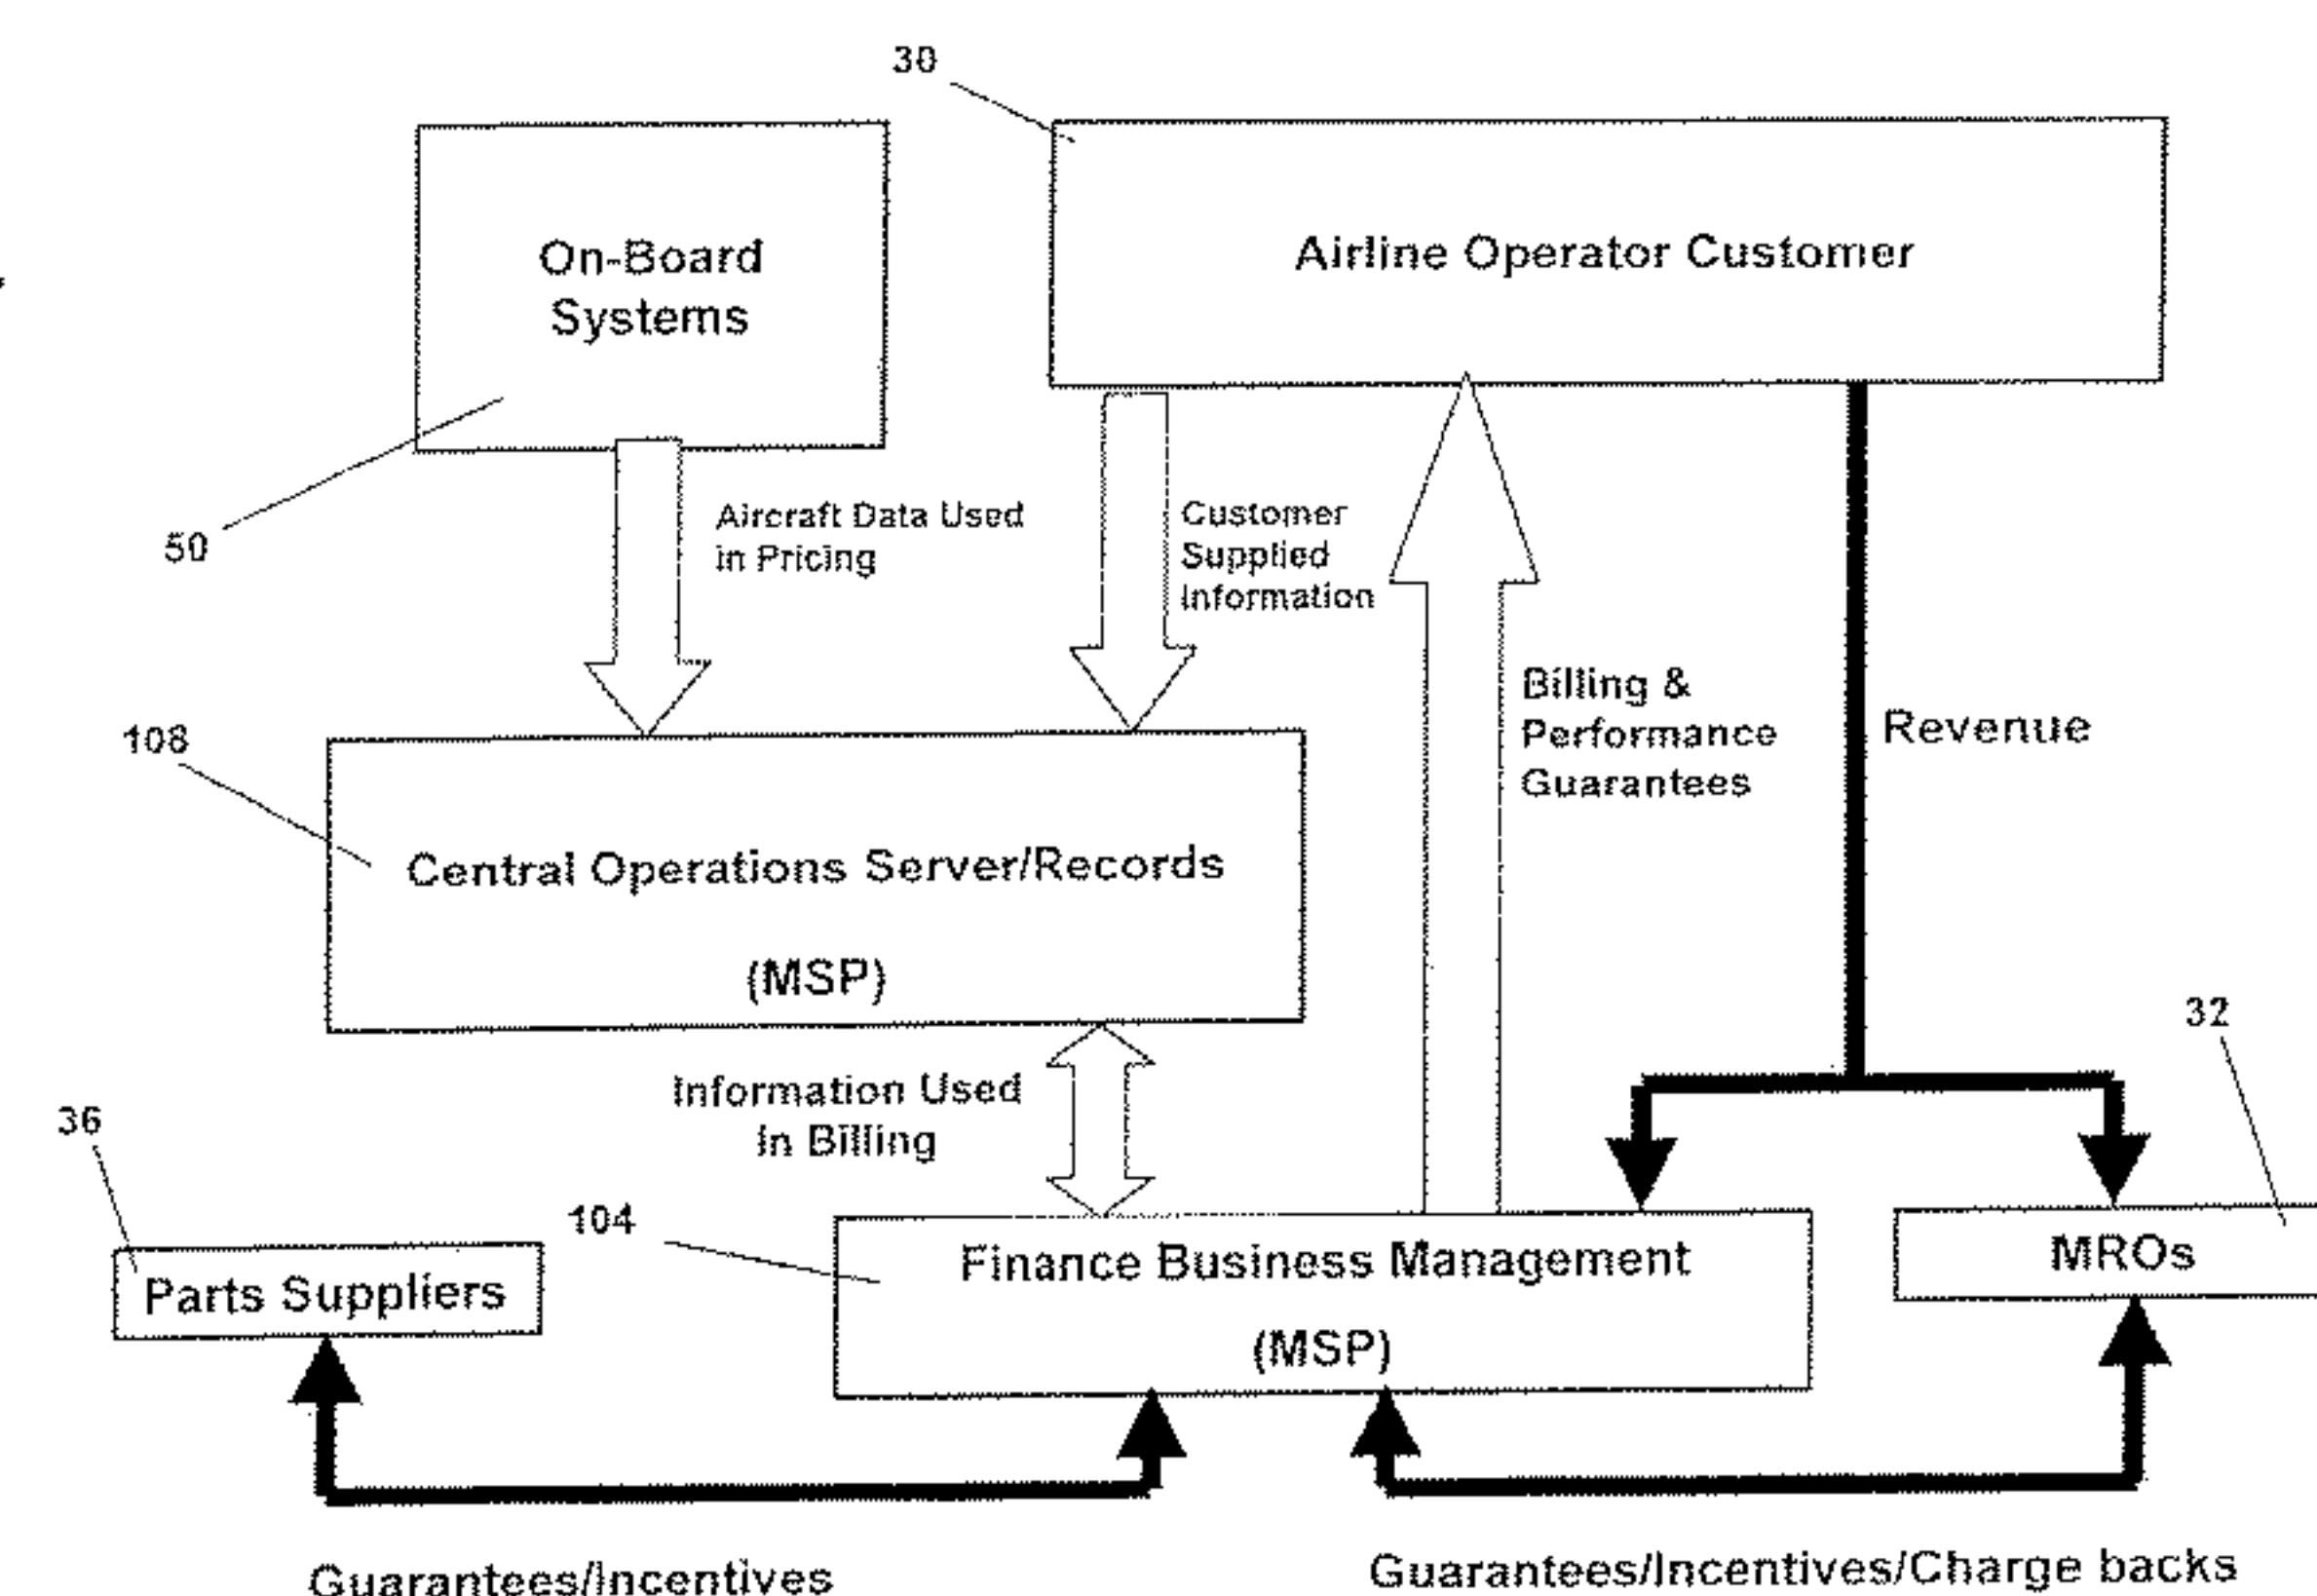 30
On-Board
Systems
Airline Operator Customer
50
Aircraft Data Used
in Pricing
Customer
Supplied
Information
Billing &
Performance
Guarantees
Revenue
108
Central Operations Server/Records
(MSP)
32
Information Used
in Billing
36
104
Parts Suppliers
Finance Business Management
(MSP)
MROs
Guarantees/Incentives
Guarantees/Incentives/Charge backs